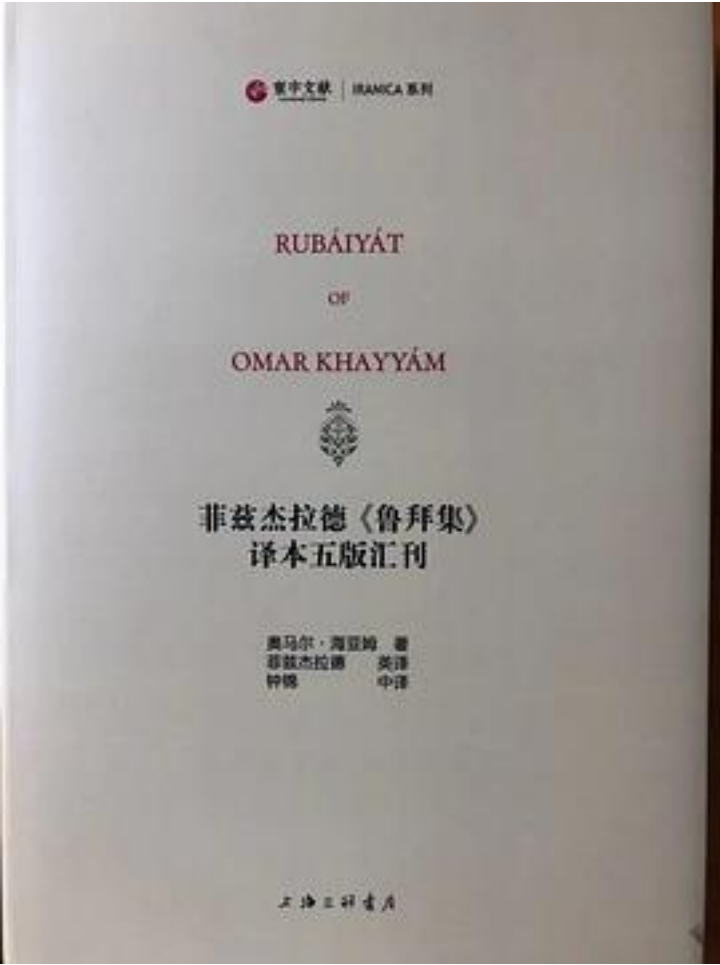 寰宇文献 | IRANICA 系列
RUBÁIYÁT
OF
OMAR KHAYYÁM
菲兹杰拉德《鲁拜集》
译本五版汇刊
奥马尔·海亚姆 著
菲兹杰拉德 英译
钟锦 中译
上海三联书店